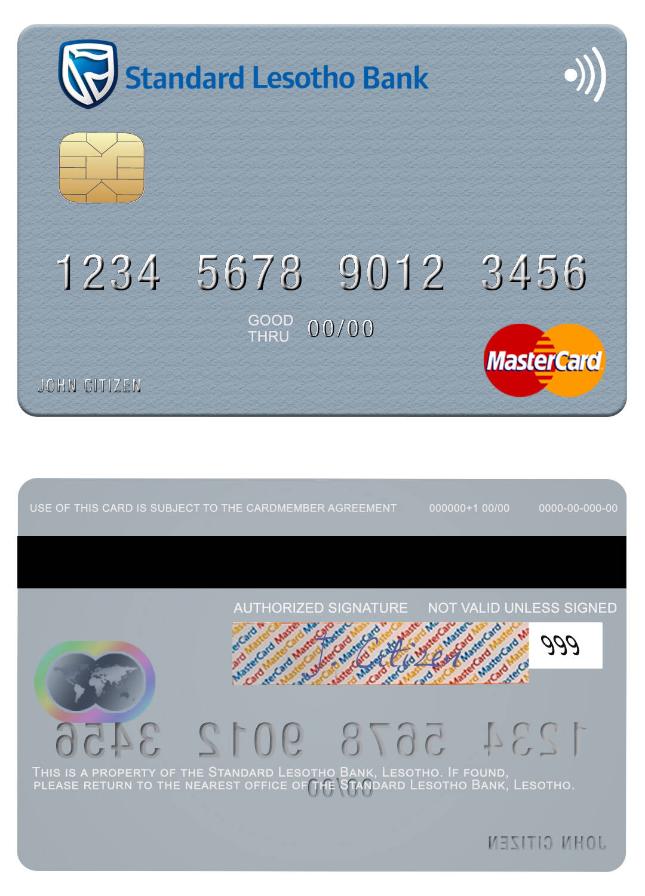 Standard Lesotho Bank
1234 5678 9012 3456
GOOD
THRU 00/00
MasterCard
JOHN CITIZEN
USE OF THIS CARD IS SUBJECT TO THE CARDMEMBER AGREEMENT 000000+1 00/00 0000-00-000-00
AUTHORIZED SIGNATURE NOT VALID UNLESS SIGNED
J Citizen 999
1234 5678 9012 3456
THIS IS A PROPERTY OF THE STANDARD LESOTHO BANK, LESOTHO. IF FOUND,
PLEASE RETURN TO THE NEAREST OFFICE OF THE STANDARD LESOTHO BANK, LESOTHO.
00/00
JOHN CITIZEN